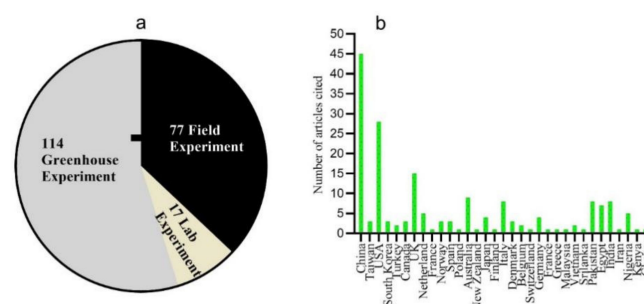 a
77 Field
Experiment
114
Greenhouse
Experiment
17 Lab
Experiment
b
Number of articles cited
50
45
40
35
30
25
20
15
10
5
0
China
Taiwan
USA
South Korea
Turkey
Canada
UK
Netherland
France
Norway
Spain
Poland
Australia
New Zealand
Japan
Finland
Italy
Denmark
Belgium
Switzerland
Germany
France
Greece
Malaysia
Vietnam
Srilanka
Pakistan
Egypt
India
Iran
Nigeria
Kenya